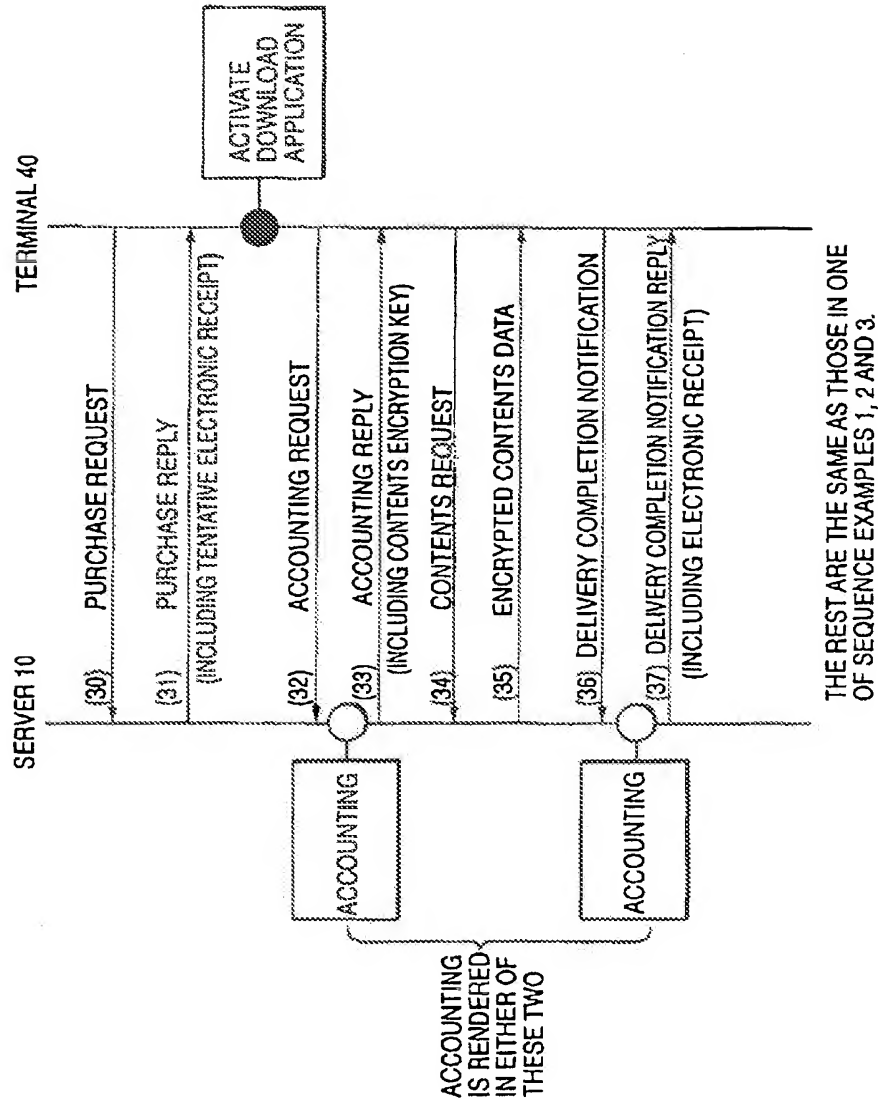 SERVER 10
TERMINAL 40
(30) PURCHASE REQUEST
(31) PURCHASE REPLY
(INCLUDING TENTATIVE ELECTRONIC RECEIPT)
ACTIVATE
DOWNLOAD
APPLICATION
(32) ACCOUNTING REQUEST
ACCOUNTING
(33) ACCOUNTING REPLY
(INCLUDING CONTENTS ENCRYPTION KEY)
(34) CONTENTS REQUEST
(35) ENCRYPTED CONTENTS DATA
(36) DELIVERY COMPLETION NOTIFICATION
ACCOUNTING
(37) DELIVERY COMPLETION NOTIFICATION REPLY
(INCLUDING ELECTRONIC RECEIPT)
ACCOUNTING
IS RENDERED
IN EITHER OF
THESE TWO
THE REST ARE THE SAME AS THOSE IN ONE
OF SEQUENCE EXAMPLES 1, 2 AND 3.